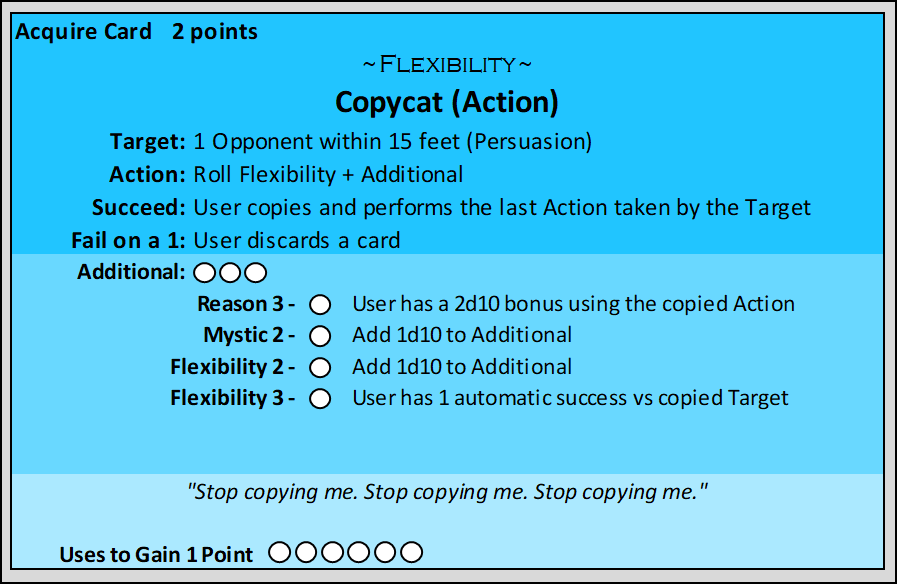 Acquire Card 2 points
~FLEXIBILITY~
Copycat (Action)
Target: 1 Opponent within 15 feet (Persuasion)
Action: Roll Flexibility + Additional
Succeed: User copies and performs the last Action taken by the Target
Fail on a 1: User discards a card
Additional:
Reason 3 - User has a 2d10 bonus using the copied Action
Mystic 2 - Add 1d10 to Additional
Flexibility 2 - Add 1d10 to Additional
Flexibility 3 - User has 1 automatic success vs copied Target
"Stop copying me. Stop copying me. Stop copying me."
Uses to Gain 1 Point